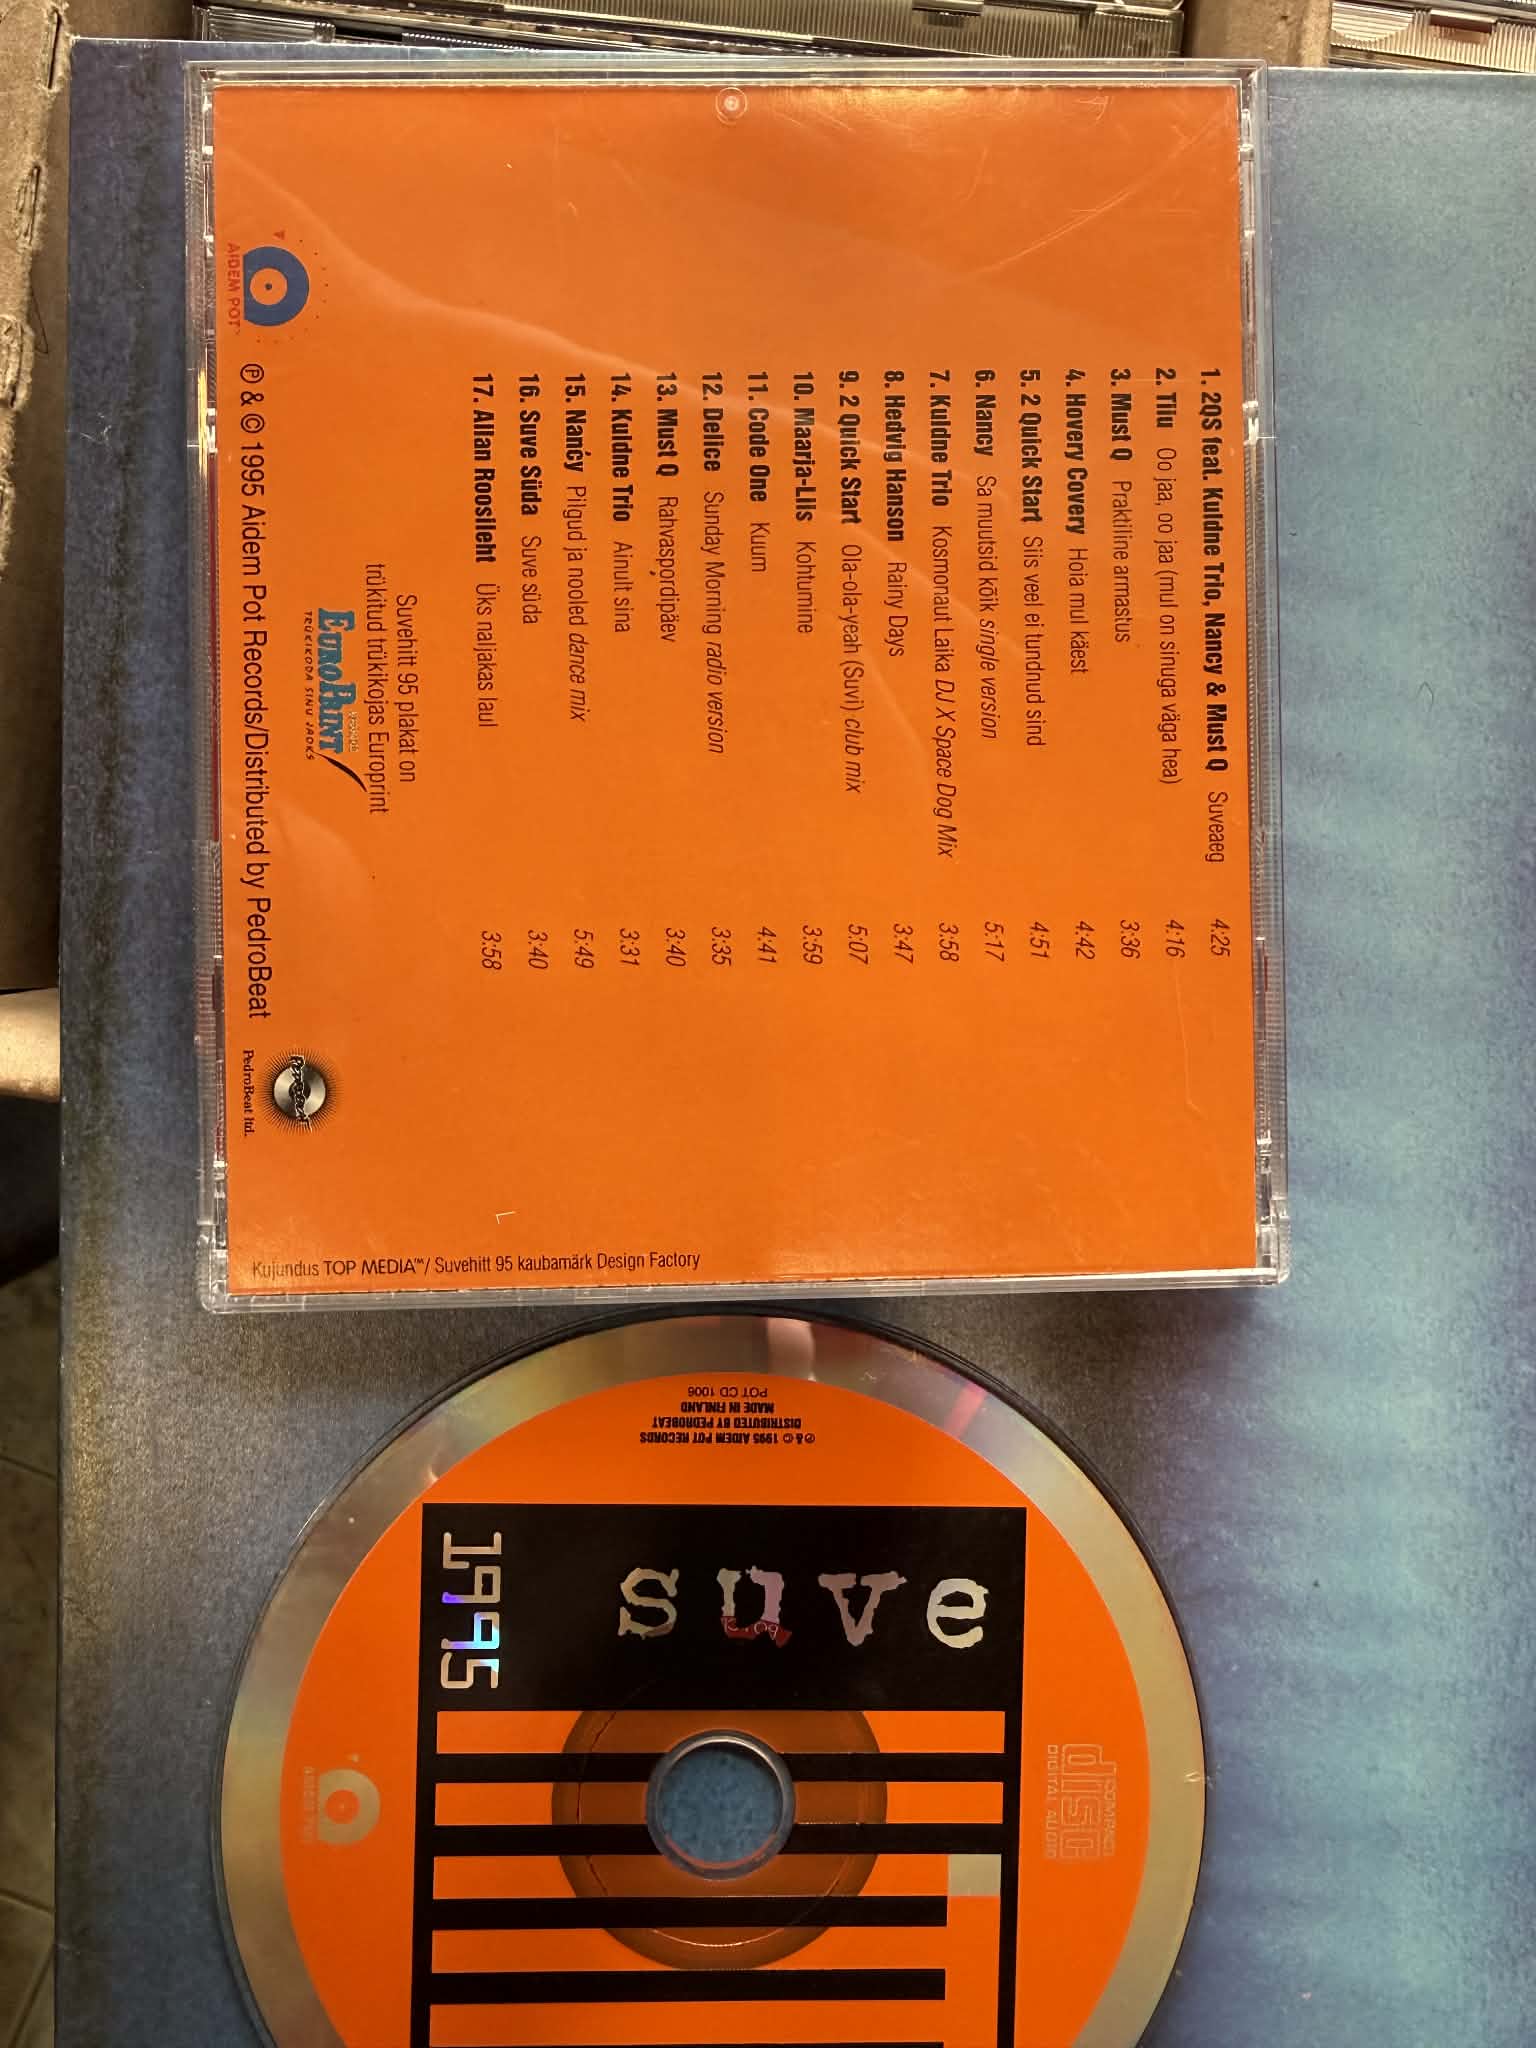 1. 2QS feat. Kuldne Trio, Nancy & Must Q Suveaeg 4:25
2. Tiiu Oo jaa, oo jaa (mul on sinuga väga hea) 4:16
3. Must Q Praktiline armastus 3:36
4. Hovery Covery Hoia mul käest 4:42
5. 2 Quick Start Siis veel ei tundnud sind 4:51
6. Nancy Sa muutsid kõik single version 5:17
7. Kuldne Trio Kosmonaut Laika DJ X Space Dog Mix 3:58
8. Hedvig Hanson Rainy Days 3:47
9. 2 Quick Start Ola-ola-yeah (Suvi) club mix 5:07
10. Maarja-Liis Kohtumine 3:59
11. Code One Kuum 4:41
12. Delice Sunday Morning radio version 3:35
13. Must Q Rahvaspordipäev 3:40
14. Kuldne Trio Ainult sina 3:31
15. Nancy Pilgud ja nooled dance mix 5:49
16. Suve Süda Suve süda 3:40
17. Allan Roosileht Üks naljakas laul 3:58
Suvehitt 95 plakat on
trükitud trükikojas Europrint
EUROPRINT
TRÜKIKODA SINU JAOKS
AIDEM POT
℗ & © 1995 Aidem Pot Records/Distributed by PedroBeat
PedroBeat
PedroBeat ltd.
Kujundus TOP MEDIA™/ Suvehitt 95 kaubamärk Design Factory
℗ & © 1995 AIDEM POT RECORDS
DISTRIBUTED BY PEDROBEAT
MADE IN FINLAND
POT CD 1006
suve
1995
COMPACT
disc
DIGITAL AUDIO
AIDEM POT